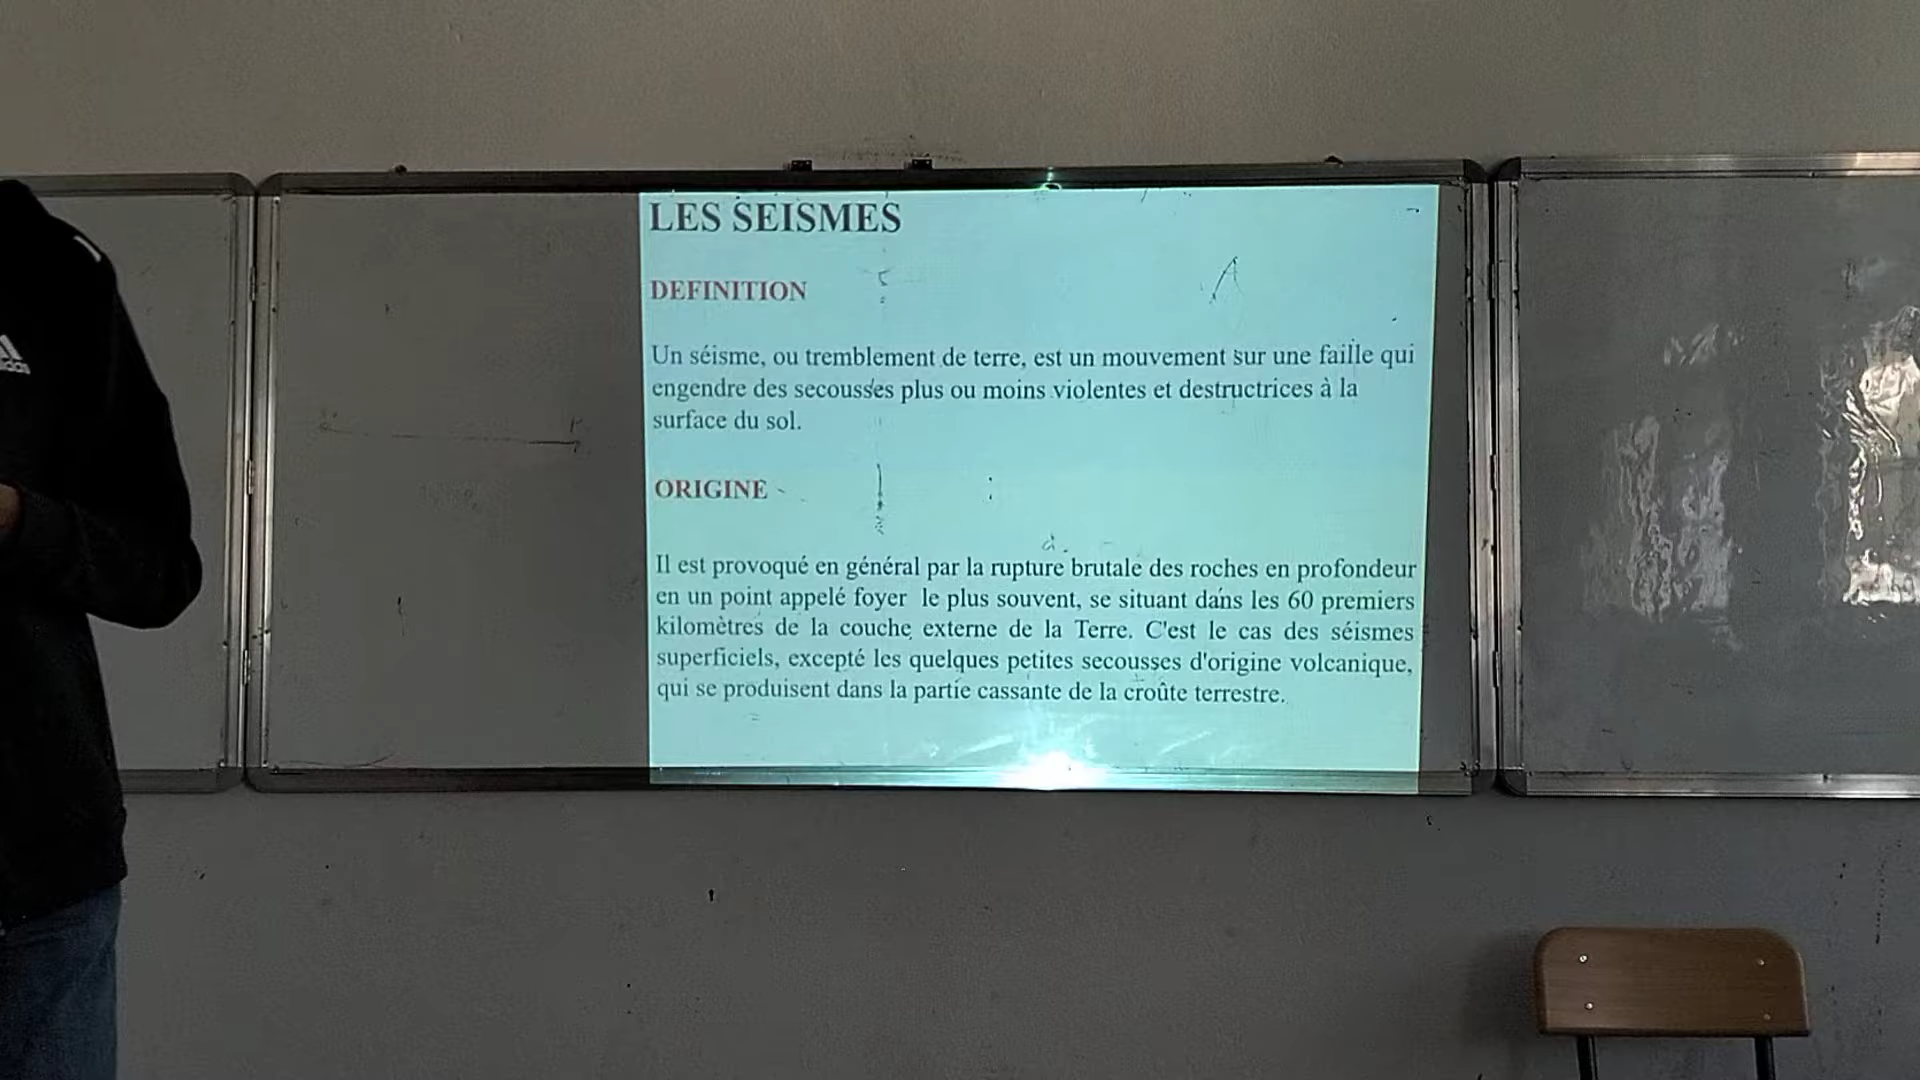 LES SEISMES
DEFINITION
Un séisme, ou tremblement de terre, est un mouvement sur une faille qui
engendre des secousses plus ou moins violentes et destructrices à la
surface du sol.
ORIGINE
Il est provoqué en général par la rupture brutale des roches en profondeur
en un point appelé foyer le plus souvent, se situant dans les 60 premiers
kilomètres de la couche externe de la Terre. C'est le cas des séismes
superficiels, excepté les quelques petites secousses d'origine volcanique,
qui se produisent dans la partie cassante de la croûte terrestre.
A